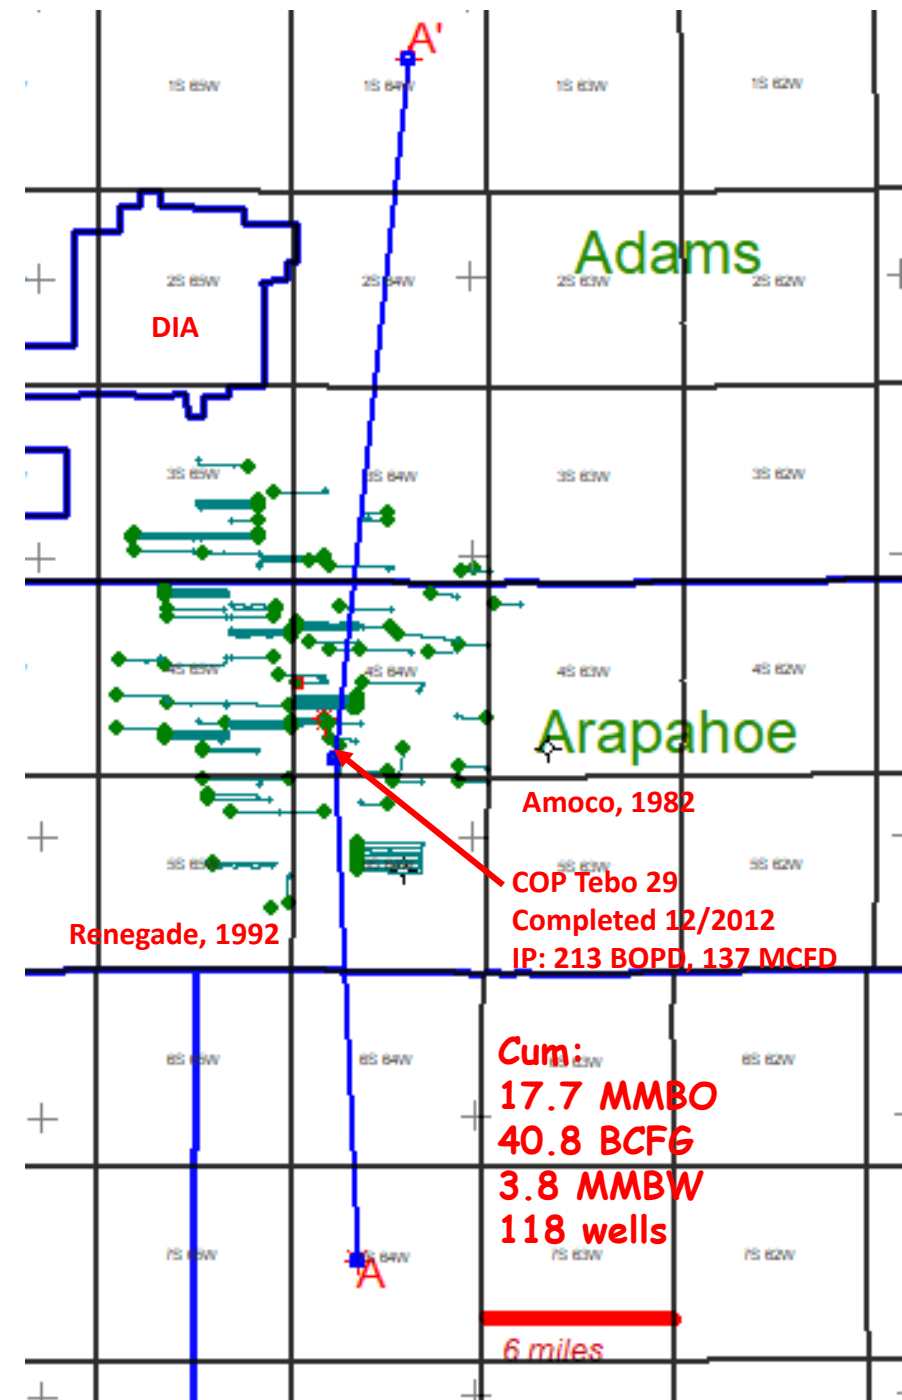 A'
1S 65W
1S 64W
1S 63W
1S 62W
Adams
2S 65W
2S 64W
2S 63W
2S 62W
DIA
3S 65W
3S 64W
3S 63W
3S 62W
4S 65W
4S 64W
4S 63W
4S 62W
Arapahoe
Amoco, 1982
5S 65W
5S 63W
5S 62W
COP Tebo 29
Completed 12/2012
IP: 213 BOPD, 137 MCFD
Renegade, 1992
6S 65W
6S 64W
6S 63W
6S 62W
Cum:
17.7 MMBO
40.8 BCFG
3.8 MMBW
118 wells
7S 65W
7S 64W
7S 63W
7S 62W
A
6 miles